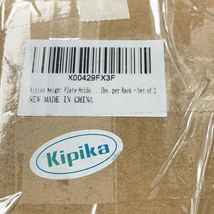 X00429FX3F
Kipika Weight Plate Holde... lbs. per Rack - Set of 2
NEW MADE IN CHINA
Kipika